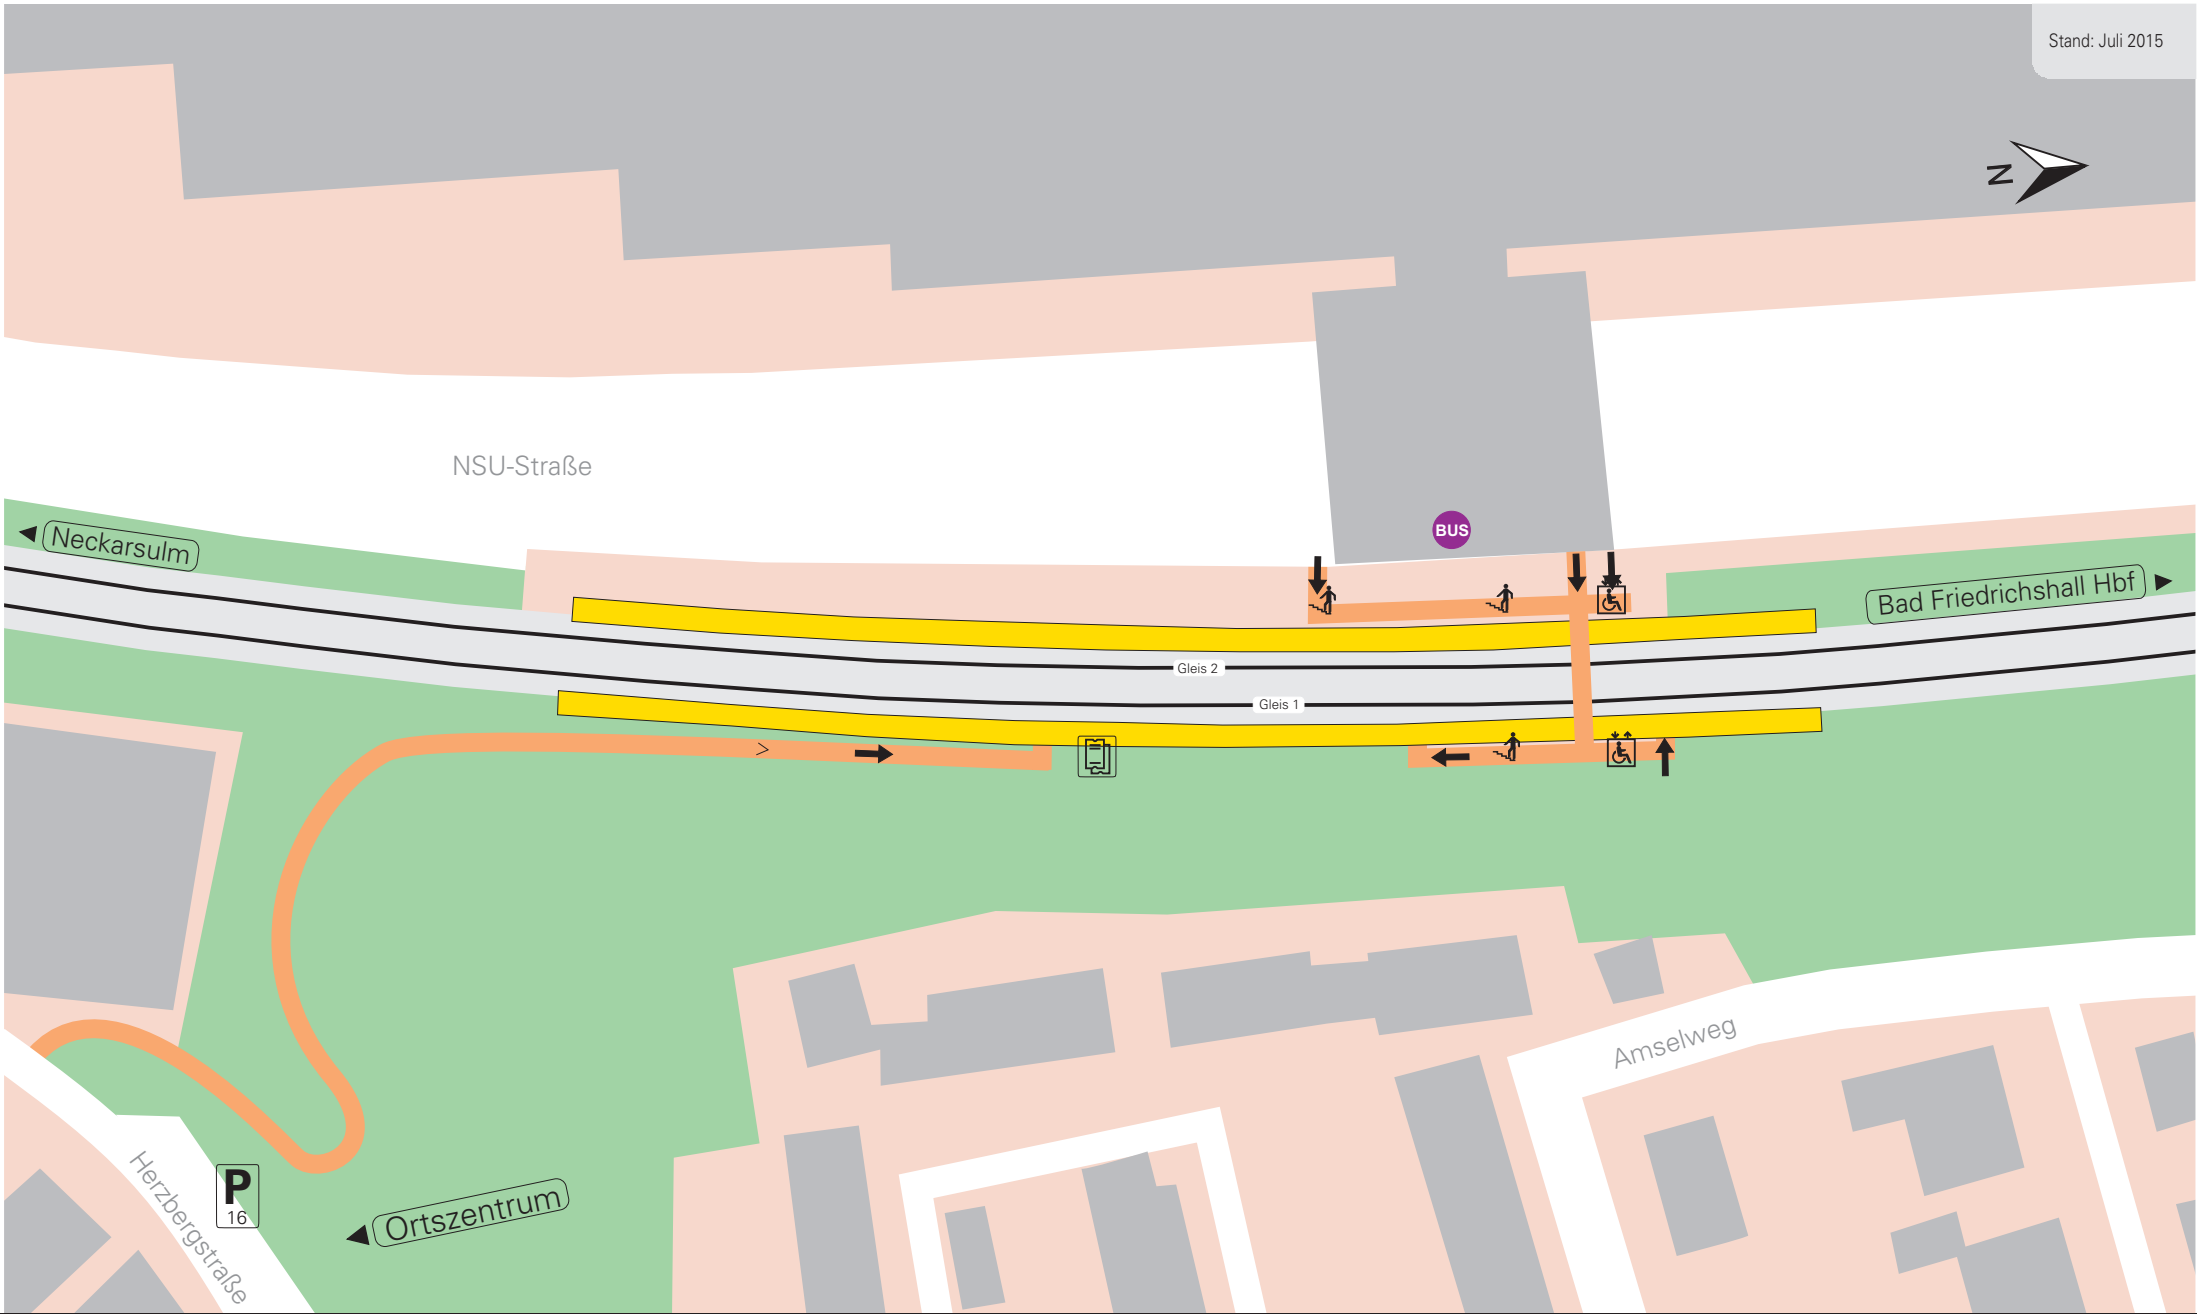 Stand: Juli 2015
N
NSU-Straße
BUS
Neckarsulm
Bad Friedrichshall Hbf
Gleis 2
Gleis 1
Amselweg
Herzbergstraße
P
16
Ortszentrum